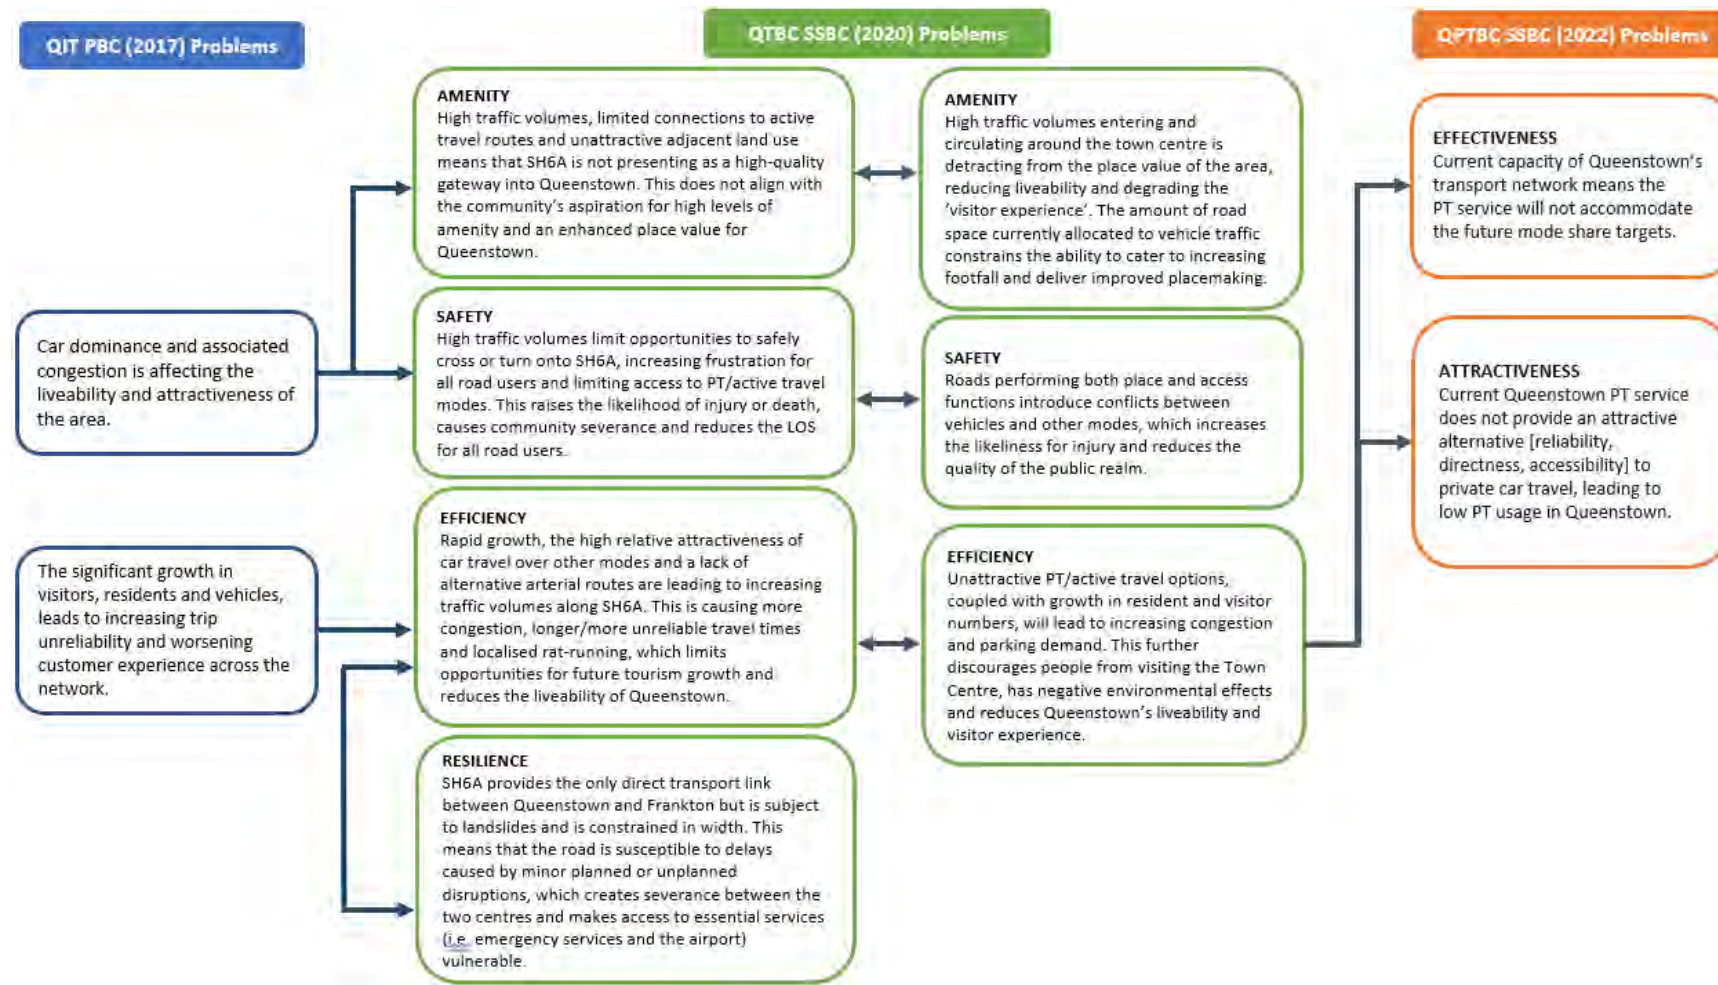 QIT PBC (2017) Problems
QTBC SSBC (2020) Problems
QPTBC SSBC (2022) Problems
Car dominance and associated
congestion is affecting the
liveability and attractiveness of
the area.
The significant growth in
visitors, residents and vehicles,
leads to increasing trip
unreliability and worsening
customer experience across the
network.
AMENITY
High traffic volumes, limited connections to active
travel routes and unattractive adjacent land use
means that SH6A is not presenting as a high-quality
gateway into Queenstown. This does not align with
the community's aspiration for high levels of
amenity and an enhanced place value for
Queenstown.
SAFETY
High traffic volumes limit opportunities to safely
cross or turn onto SH6A, increasing frustration for
all road users and limiting access to PT/active travel
modes. This raises the likelihood of injury or death,
causes community severance and reduces the LOS
for all road users.
EFFICIENCY
Rapid growth, the high relative attractiveness of
car travel over other modes and a lack of
alternative arterial routes are leading to increasing
traffic volumes along SH6A. This is causing more
congestion, longer/more unreliable travel times
and localised rat-running, which limits
opportunities for future tourism growth and
reduces the liveability of Queenstown.
RESILIENCE
SH6A provides the only direct transport link
between Queenstown and Frankton but is subject
to landslides and is constrained in width. This
means that the road is susceptible to delays
caused by minor planned or unplanned
disruptions, which creates severance between the
two centres and makes access to essential services
(i.e. emergency services and the airport)
vulnerable.
AMENITY
High traffic volumes entering and
circulating around the town centre is
detracting from the place value of the area,
reducing liveability and degrading the
'visitor experience'. The amount of road
space currently allocated to vehicle traffic
constrains the ability to cater to increasing
footfall and deliver improved placemaking.
SAFETY
Roads performing both place and access
functions introduce conflicts between
vehicles and other modes, which increases
the likeliness for injury and reduces the
quality of the public realm.
EFFICIENCY
Unattractive PT/active travel options,
coupled with growth in resident and visitor
numbers, will lead to increasing congestion
and parking demand. This further
discourages people from visiting the Town
Centre, has negative environmental effects
and reduces Queenstown's liveability and
visitor experience.
EFFECTIVENESS
Current capacity of Queenstown's
transport network means the
PT service will not accommodate
the future mode share targets.
ATTRACTIVENESS
Current Queenstown PT service
does not provide an attractive
alternative [reliability,
directness, accessibility] to
private car travel, leading to
low PT usage in Queenstown.